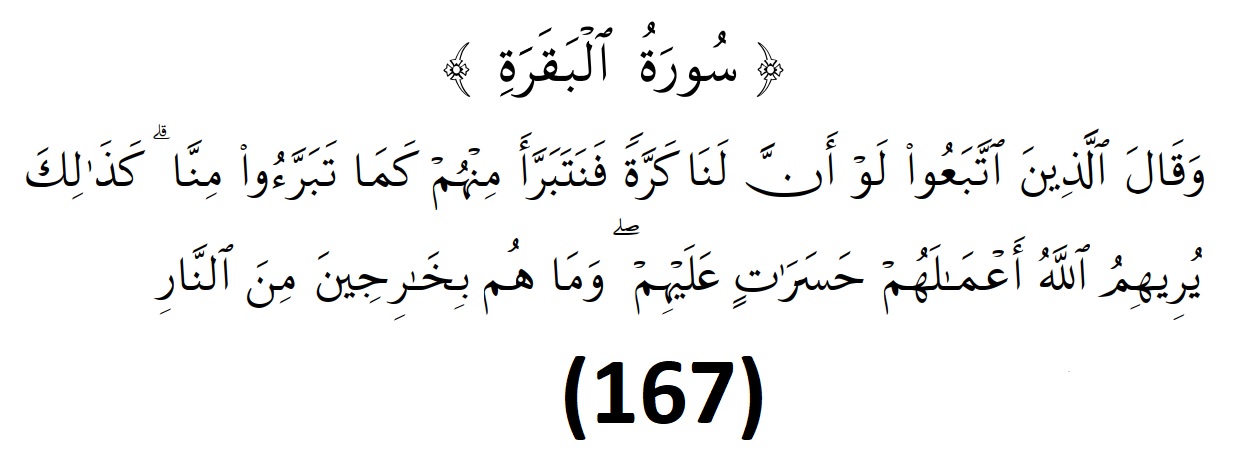 ﴿ سُورَةُ ٱلْبَقَرَةِ ﴾
وَقَالَ ٱلَّذِينَ ٱتَّبَعُوا۟ لَوْ أَنَّ لَنَا كَرَّةً فَنَتَبَرَّأَ مِنْهُمْ كَمَا تَبَرَّءُوا۟ مِنَّا ۗ كَذَٰلِكَ
يُرِيهِمُ ٱللَّهُ أَعْمَـٰلَهُمْ حَسَرَٰتٍ عَلَيْهِمْ ۖ وَمَا هُم بِخَـٰرِجِينَ مِنَ ٱلنَّارِ
(167)